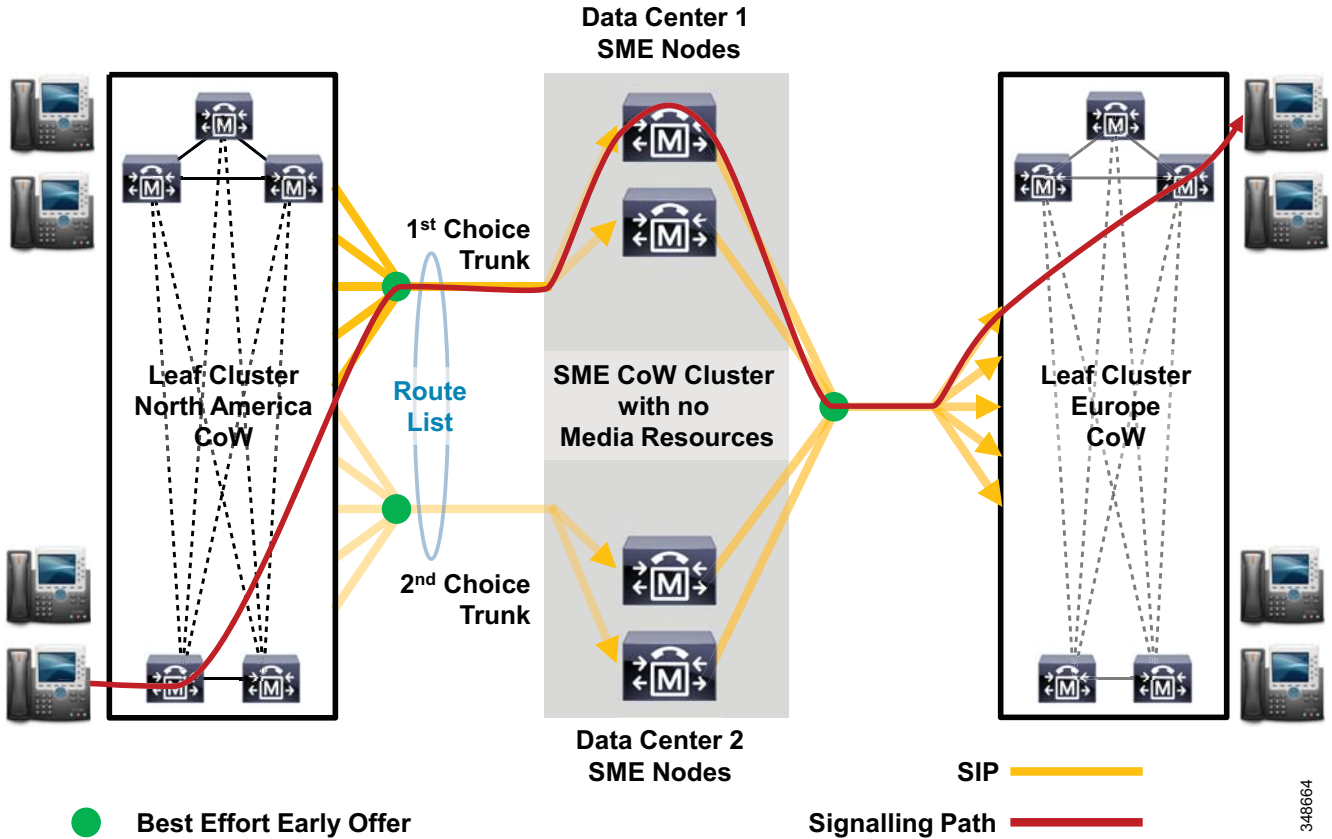 Data Center 1
SME Nodes
M
M
M
M
M
M
M
M
M
M
M
M
M
M
1st Choice
Trunk
Leaf Cluster
North America
CoW
Route
List
SME CoW Cluster
with no
Media Resources
Leaf Cluster
Europe
CoW
2nd Choice
Trunk
Data Center 2
SME Nodes
SIP
Best Effort Early Offer
Signalling Path
348664